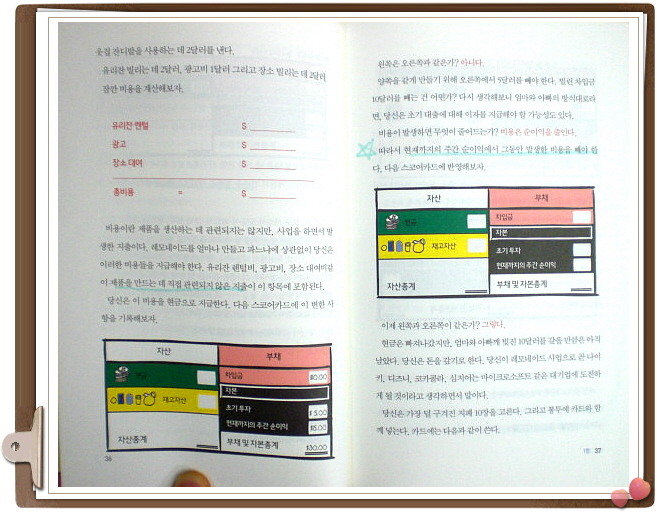 옷집 잔디밭을 사용하는 데 2달러를 낸다.
유리잔 빌리는 데 2달러, 광고비 1달러 그리고 장소 빌리는 데 2달러.
잠깐 비용을 계산해보자.
유리잔 렌털 $
광고 $
장소 대여 $
총비용 = $
비용이란 제품을 생산하는 데 관련되지는 않지만, 사업을 하면서 발
생한 지출이다. 레모네이드를 얼마나 만들고 파느냐에 상관없이 당신은
이러한 비용들을 지급해야 한다. 유리잔 렌털비, 광고비, 장소 대여비같
이 제품을 만드는 데 직접 관련되지 않은 지출이 이 항목에 포함된다.
당신은 이 비용을 현금으로 지급한다. 다음 스코어카드에 이 변한 사
항을 기록해보자.
자산 부채
현금 차입금 $10.00
자본
재고자산 초기 투자 $5.00
현재까지의 주간 순이익 $15.00
자산총계 부채 및 자본총계 $30.00
36
왼쪽은 오른쪽과 같은가? 아니다.
양쪽을 같게 만들기 위해 오른쪽에서 5달러를 빼야 한다. 빌린 차입금
10달러를 빼는 건 어떤가? 다시 생각해보니 엄마와 아빠의 방식대로라
면, 당신은 초기 대출에 대해 이자를 지급해야 할 가능성도 있다.
비용이 발생하면 무엇이 줄어드는가? 비용은 순이익을 줄인다.
따라서 현재까지의 주간 순이익에서 그동안 발생한 비용을 빼야 한
다. 다음 스코어카드에 반영해보자.
자산 부채
현금 차입금
자본
재고자산 초기 투자
현재까지의 주간 순이익
자산총계 부채 및 자본총계
이제 왼쪽과 오른쪽이 같은가? 그렇다.
현금은 빠져나갔지만, 엄마와 아빠께 빚진 10달러를 갚을 만큼은 아직
남았다. 당신은 돈을 갚기로 한다. 당신이 레모네이드 사업으로 곧 나이
키, 디즈니, 코카콜라, 심지어는 마이크로소프트 같은 대기업에 도전하
게 될 것이라고 생각하면서 말이다.
당신은 가장 덜 구겨진 지폐 10장을 고른다. 그리고 봉투에 카드와 함
께 넣는다. 카드에는 다음과 같이 쓴다.
37